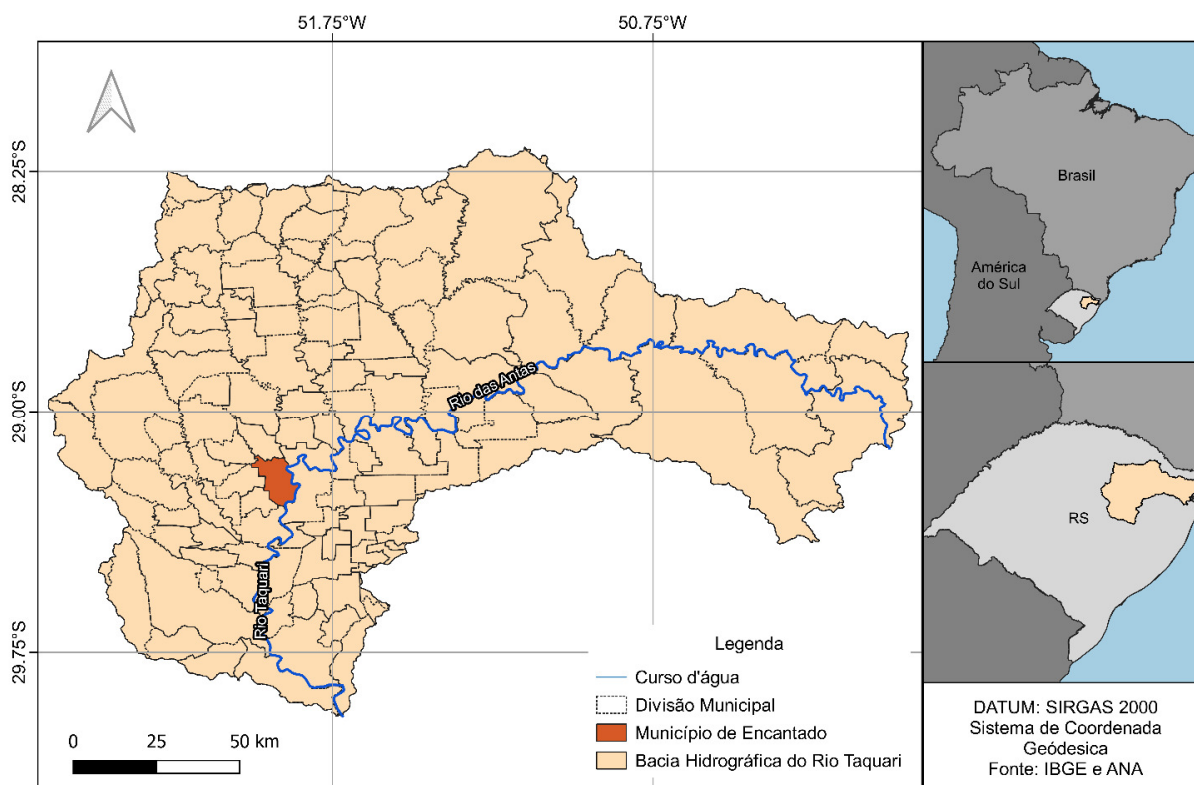 51.75°W
50.75°W
28.25°S
29.00°S
29.75°S
Rio das Antas
Rio Taquari
0 25 50 km
Legenda
Curso d'água
Divisão Municipal
Município de Encantado
Bacia Hidrográfica do Rio Taquari
Brasil
América
do Sul
RS
DATUM: SIRGAS 2000
Sistema de Coordenada
Geódesica
Fonte: IBGE e ANA